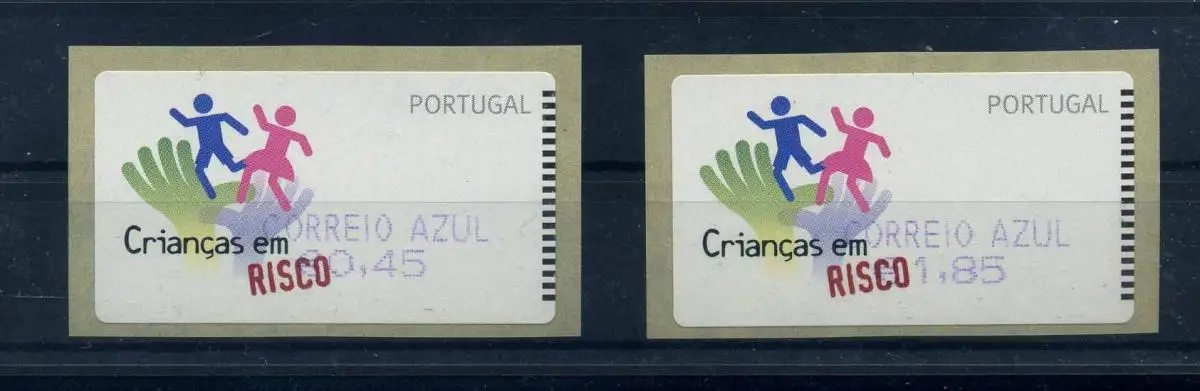 PORTUGAL
CORREIO AZUL
Crianças em
€0,45
RISCO
PORTUGAL
CORREIO AZUL
Crianças em
€1,85
RISCO